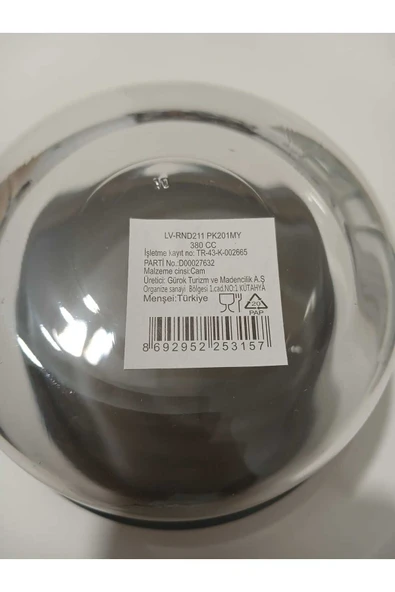 LV-RND211 PK201MY
380 CC
İşletme kayıt no: TR-43-K-002665
PARTİ No.:D00027632
Malzeme cinsi:Cam
Üretici: Gürok Turizm ve Madencilik A.Ş
Organize sanayi. Bölgesi 1.cad.NO:1 KÜTAHYA
Menşei:Türkiye
20
PAP
8 692952 253157